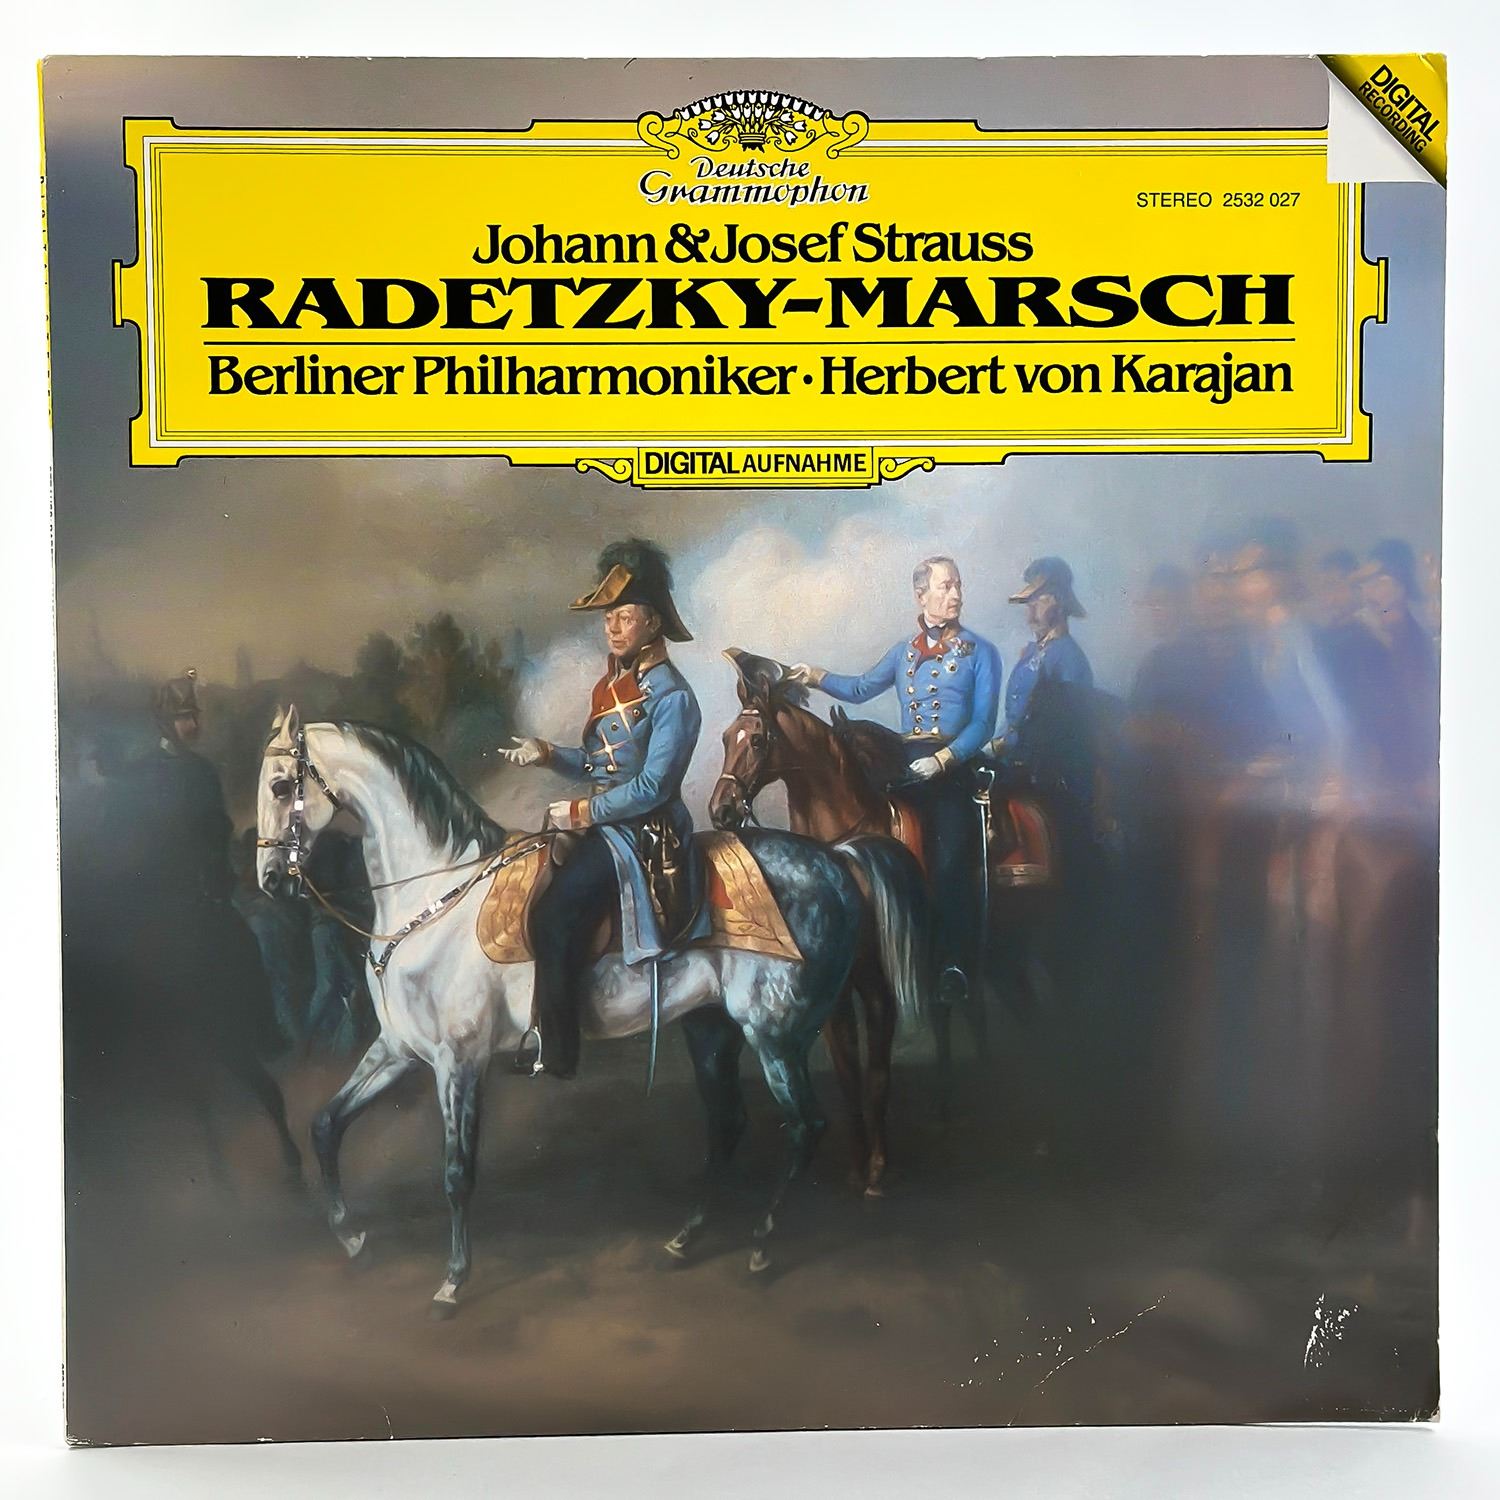 DIGITAL
RECORDING
Deutsche
Grammophon
STEREO 2532 027
Johann & Josef Strauss
RADETZKY-MARSCH
Berliner Philharmoniker · Herbert von Karajan
DIGITAL AUFNAHME